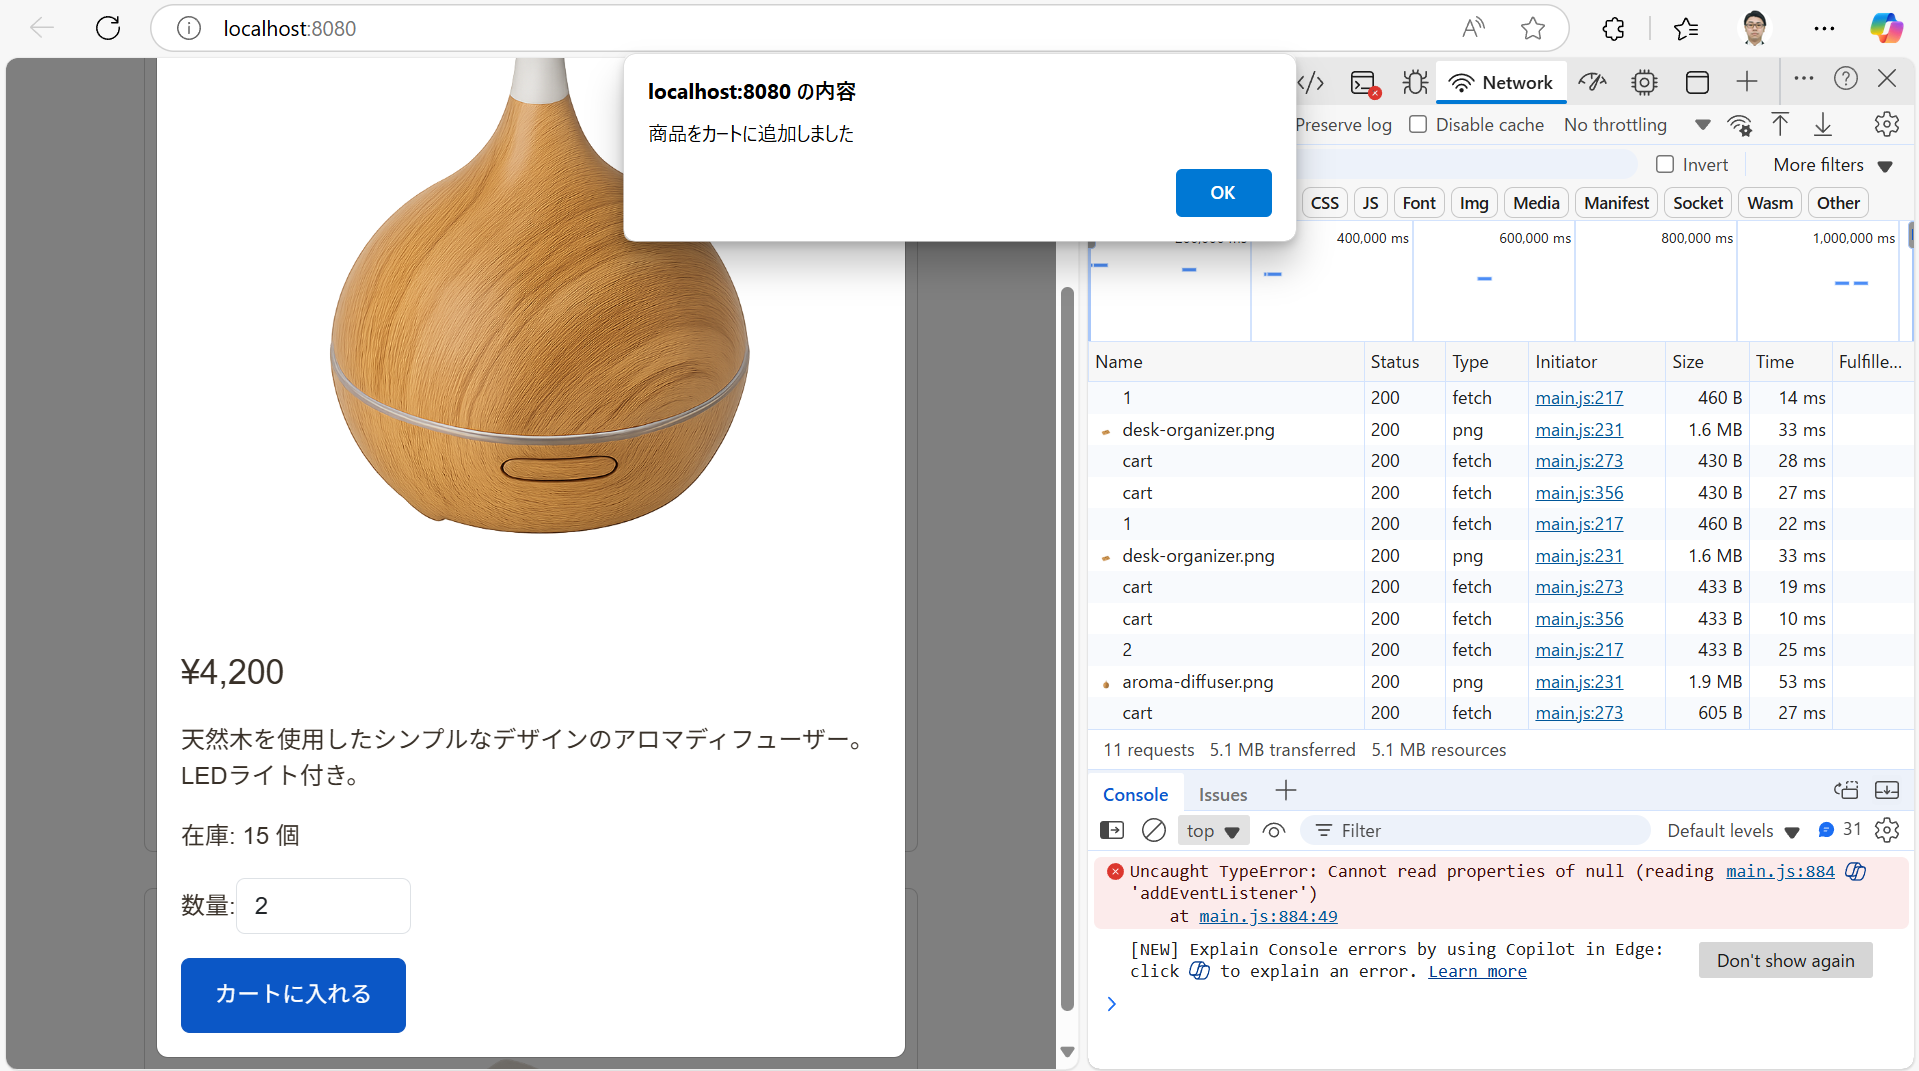 localhost:8080
localhost:8080 の内容
商品をカートに追加しました
OK
¥4,200
天然木を使用したシンプルなデザインのアロマディフューザー。
LEDライト付き。
在庫: 15 個
数量: 2
カートに入れる
Network
Preserve log Disable cache No throttling
Invert More filters
CSS JS Font Img Media Manifest Socket Wasm Other
400,000 ms 600,000 ms 800,000 ms 1,000,000 ms
Name Status Type Initiator Size Time Fulfille...
1 200 fetch main.js:217 460 B 14 ms
desk-organizer.png 200 png main.js:231 1.6 MB 33 ms
cart 200 fetch main.js:273 430 B 28 ms
cart 200 fetch main.js:356 430 B 27 ms
1 200 fetch main.js:217 460 B 22 ms
desk-organizer.png 200 png main.js:231 1.6 MB 33 ms
cart 200 fetch main.js:273 433 B 19 ms
cart 200 fetch main.js:356 433 B 10 ms
2 200 fetch main.js:217 433 B 25 ms
aroma-diffuser.png 200 png main.js:231 1.9 MB 53 ms
cart 200 fetch main.js:273 605 B 27 ms
11 requests 5.1 MB transferred 5.1 MB resources
Console Issues
top Filter Default levels 31
Uncaught TypeError: Cannot read properties of null (reading main.js:884
'addEventListener')
at main.js:884:49
[NEW] Explain Console errors by using Copilot in Edge:
click to explain an error. Learn more
Don't show again